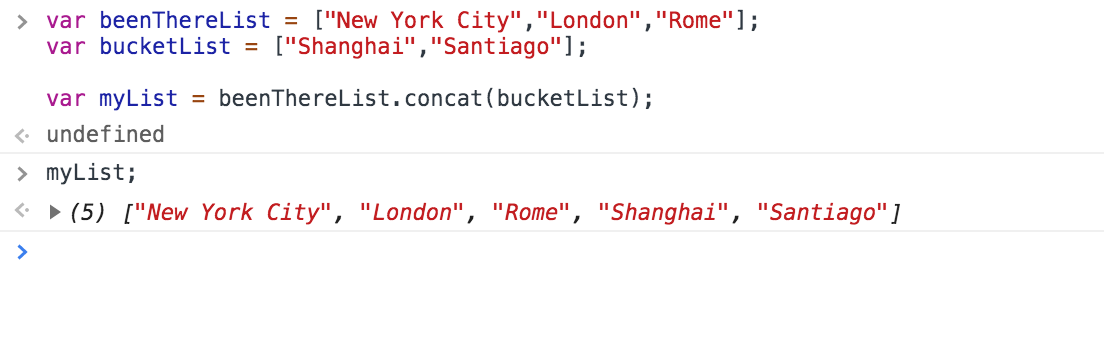 var beenThereList = ["New York City","London","Rome"];
var bucketList = ["Shanghai","Santiago"];
var myList = beenThereList.concat(bucketList);
undefined
myList;
(5) ["New York City", "London", "Rome", "Shanghai", "Santiago"]